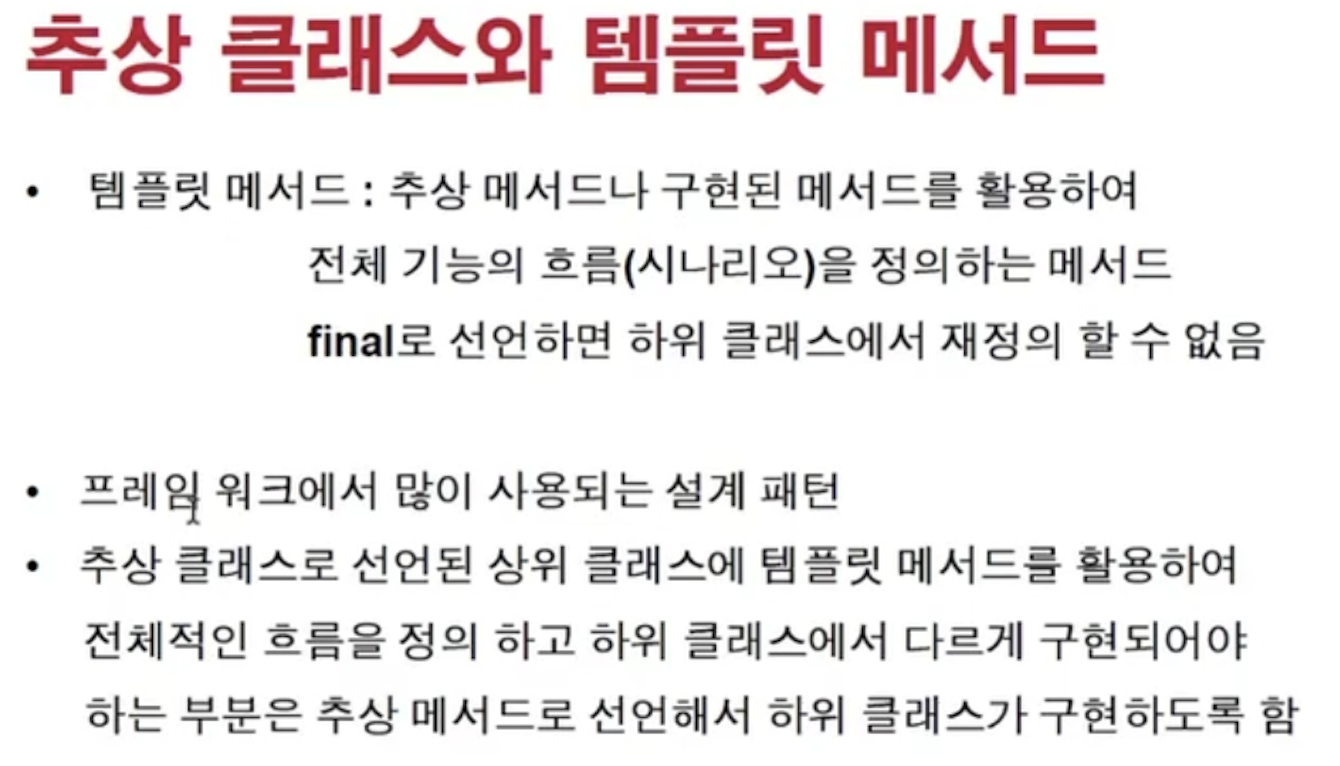 추상 클래스와 템플릿 메서드
• 템플릿 메서드 : 추상 메서드나 구현된 메서드를 활용하여
전체 기능의 흐름(시나리오)을 정의하는 메서드
final로 선언하면 하위 클래스에서 재정의 할 수 없음
• 프레임 워크에서 많이 사용되는 설계 패턴
• 추상 클래스로 선언된 상위 클래스에 템플릿 메서드를 활용하여
전체적인 흐름을 정의 하고 하위 클래스에서 다르게 구현되어야
하는 부분은 추상 메서드로 선언해서 하위 클래스가 구현하도록 함